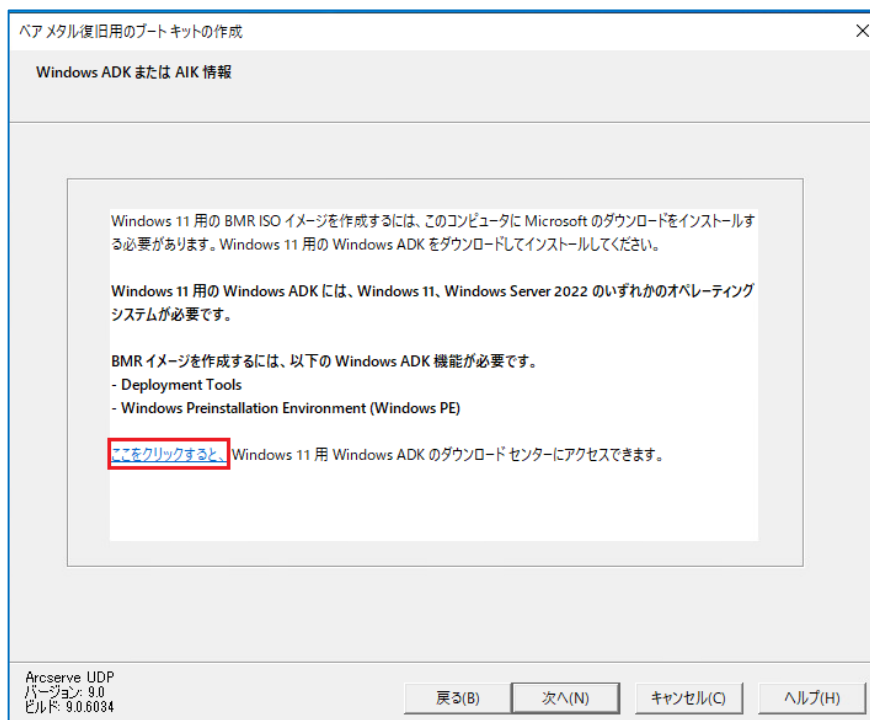 ベア メタル復旧用のブート キットの作成
Windows ADK または AIK 情報
Windows 11 用の BMR ISO イメージを作成するには、このコンピュータに Microsoft のダウンロードをインストールす
る必要があります。Windows 11 用の Windows ADK をダウンロードしてインストールしてください。
Windows 11 用の Windows ADK には、Windows 11、Windows Server 2022 のいずれかのオペレーティング
システムが必要です。
BMR イメージを作成するには、以下の Windows ADK 機能が必要です。
- Deployment Tools
- Windows Preinstallation Environment (Windows PE)
ここをクリックすると、Windows 11 用 Windows ADK のダウンロード センターにアクセスできます。
Arcserve UDP
バージョン: 9.0
ビルド: 9.0.6034
戻る(B) 次へ(N) キャンセル(C) ヘルプ(H)